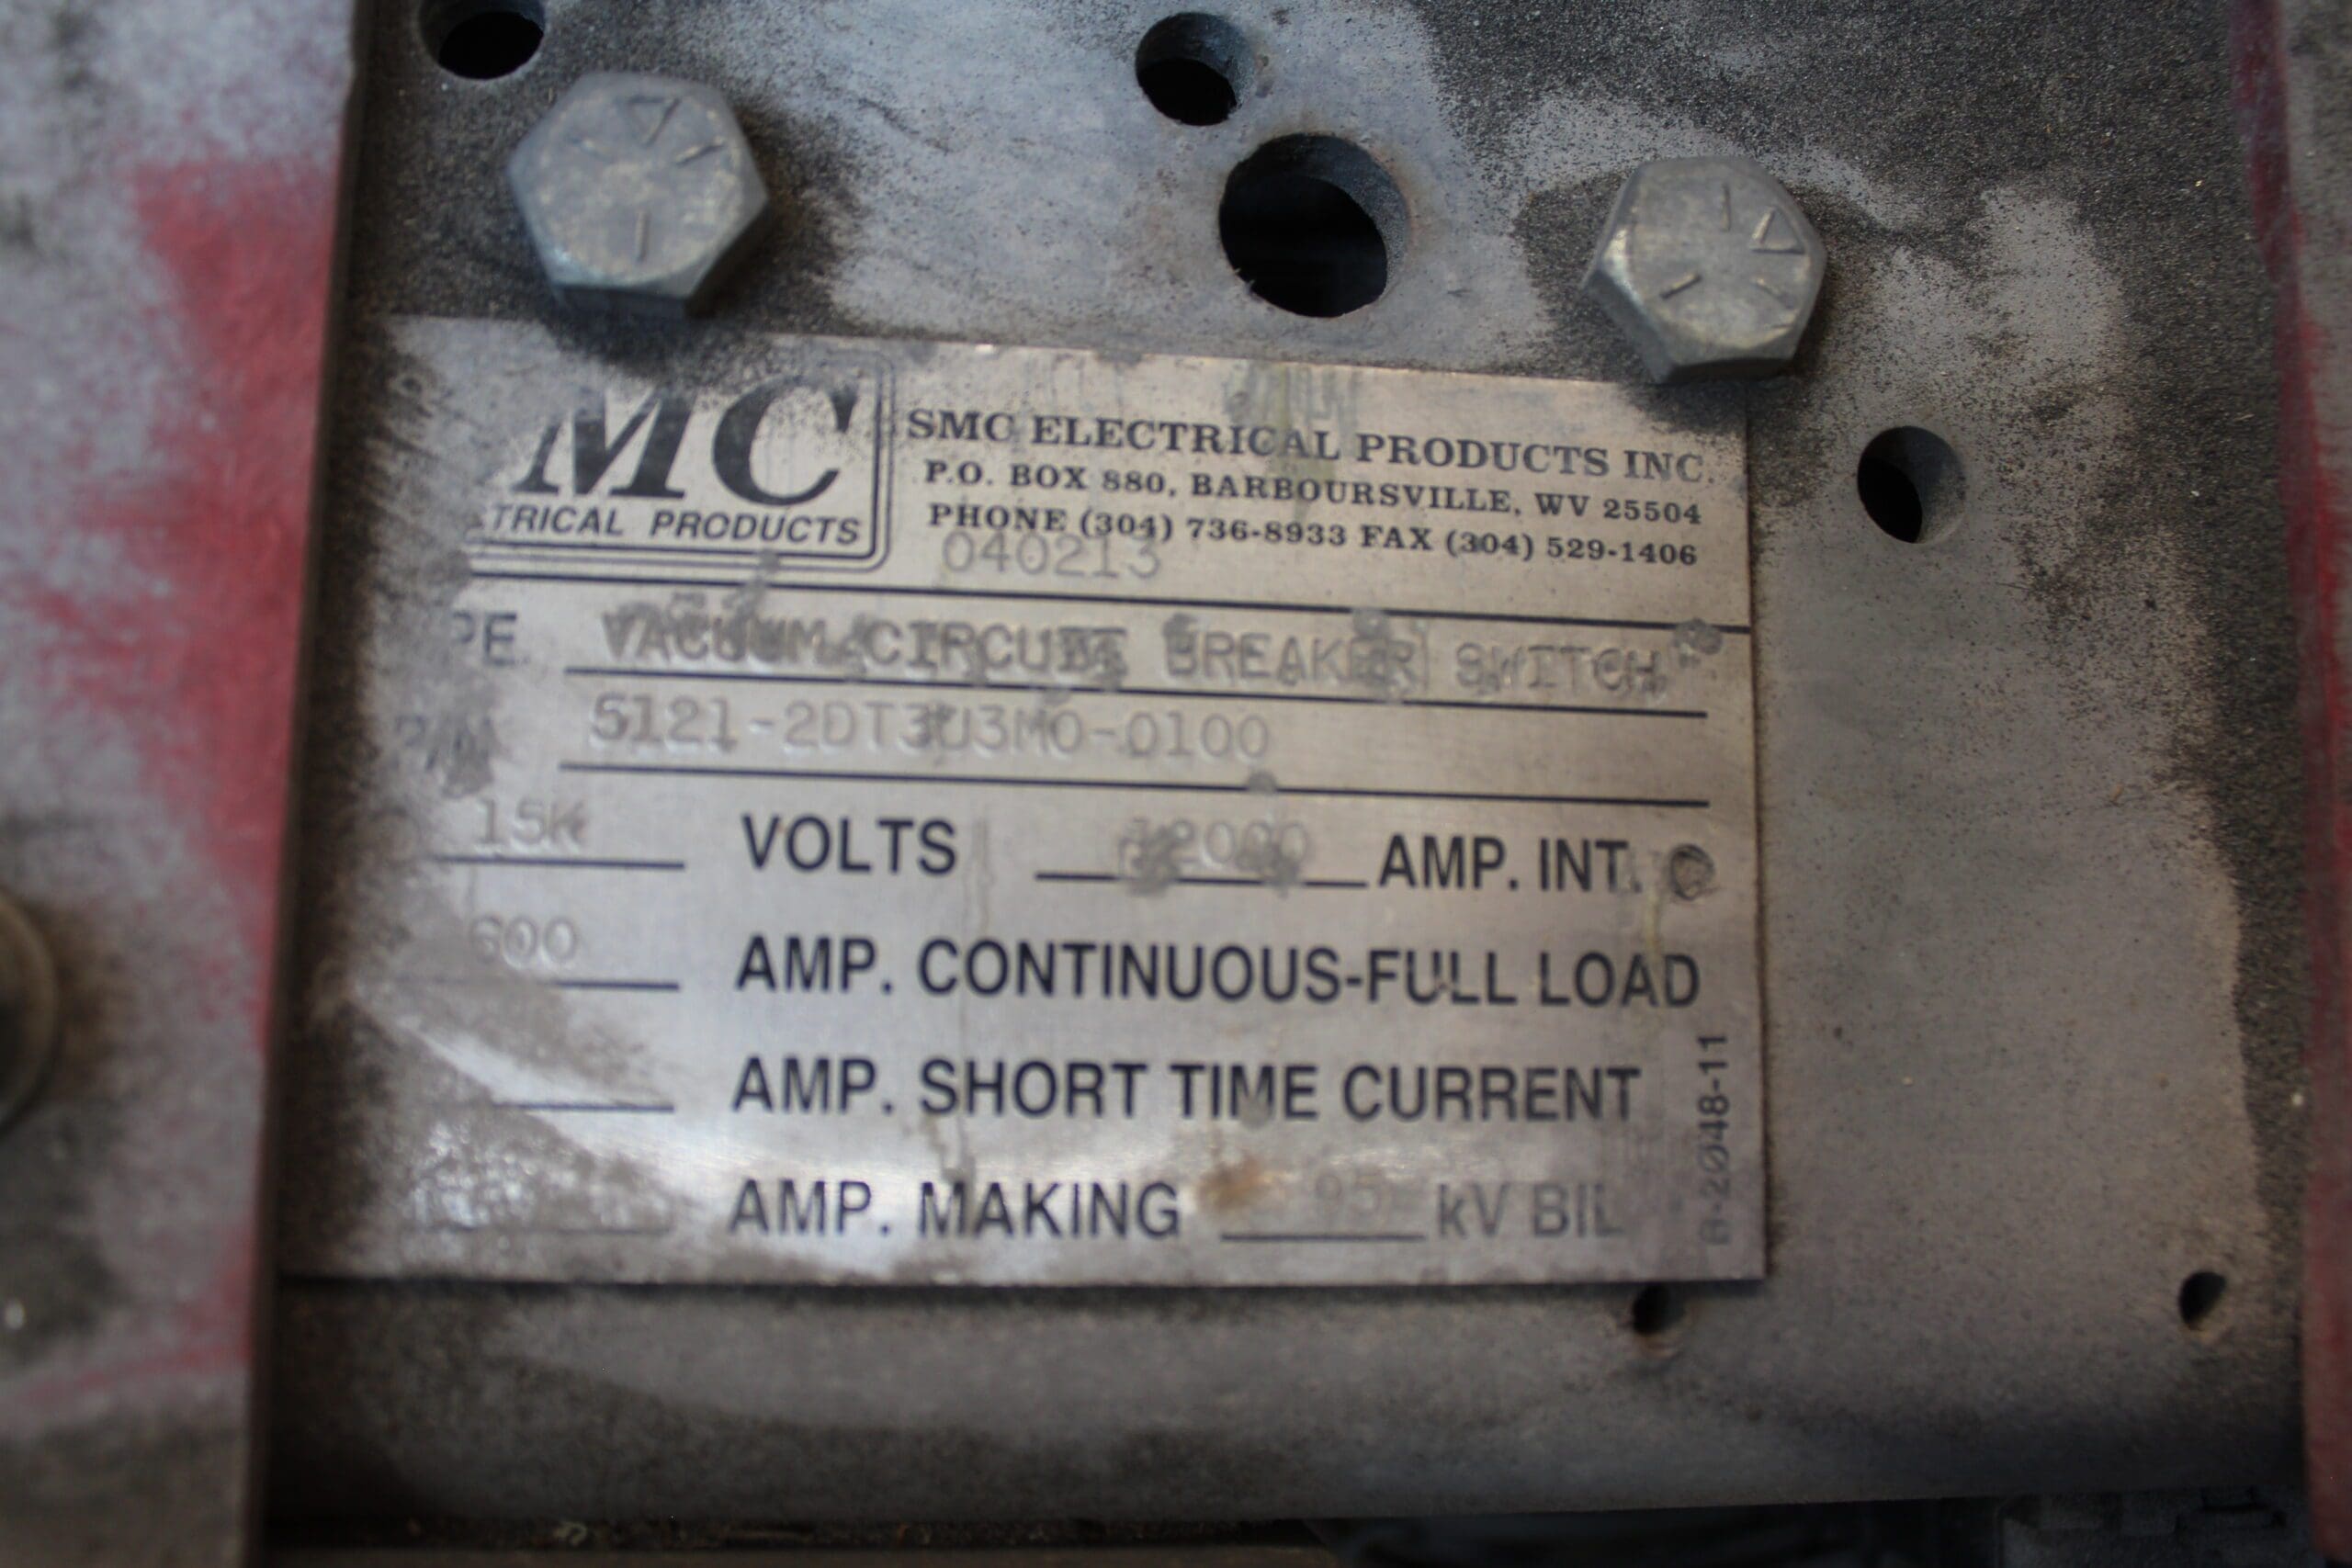 MC
TRICAL PRODUCTS
SMC ELECTRICAL PRODUCTS INC.
P.O. BOX 880, BARBOURSVILLE, WV 25504
PHONE (304) 736-8933 FAX (304) 529-1406
040213
PE VACUUM CIRCUIT BREAKER SWITCH
P/N 5121-2DT3U3M0-0100
15K VOLTS 12000 AMP. INT.
600 AMP. CONTINUOUS-FULL LOAD
AMP. SHORT TIME CURRENT
AMP. MAKING 95 kV BIL
B-2048-11